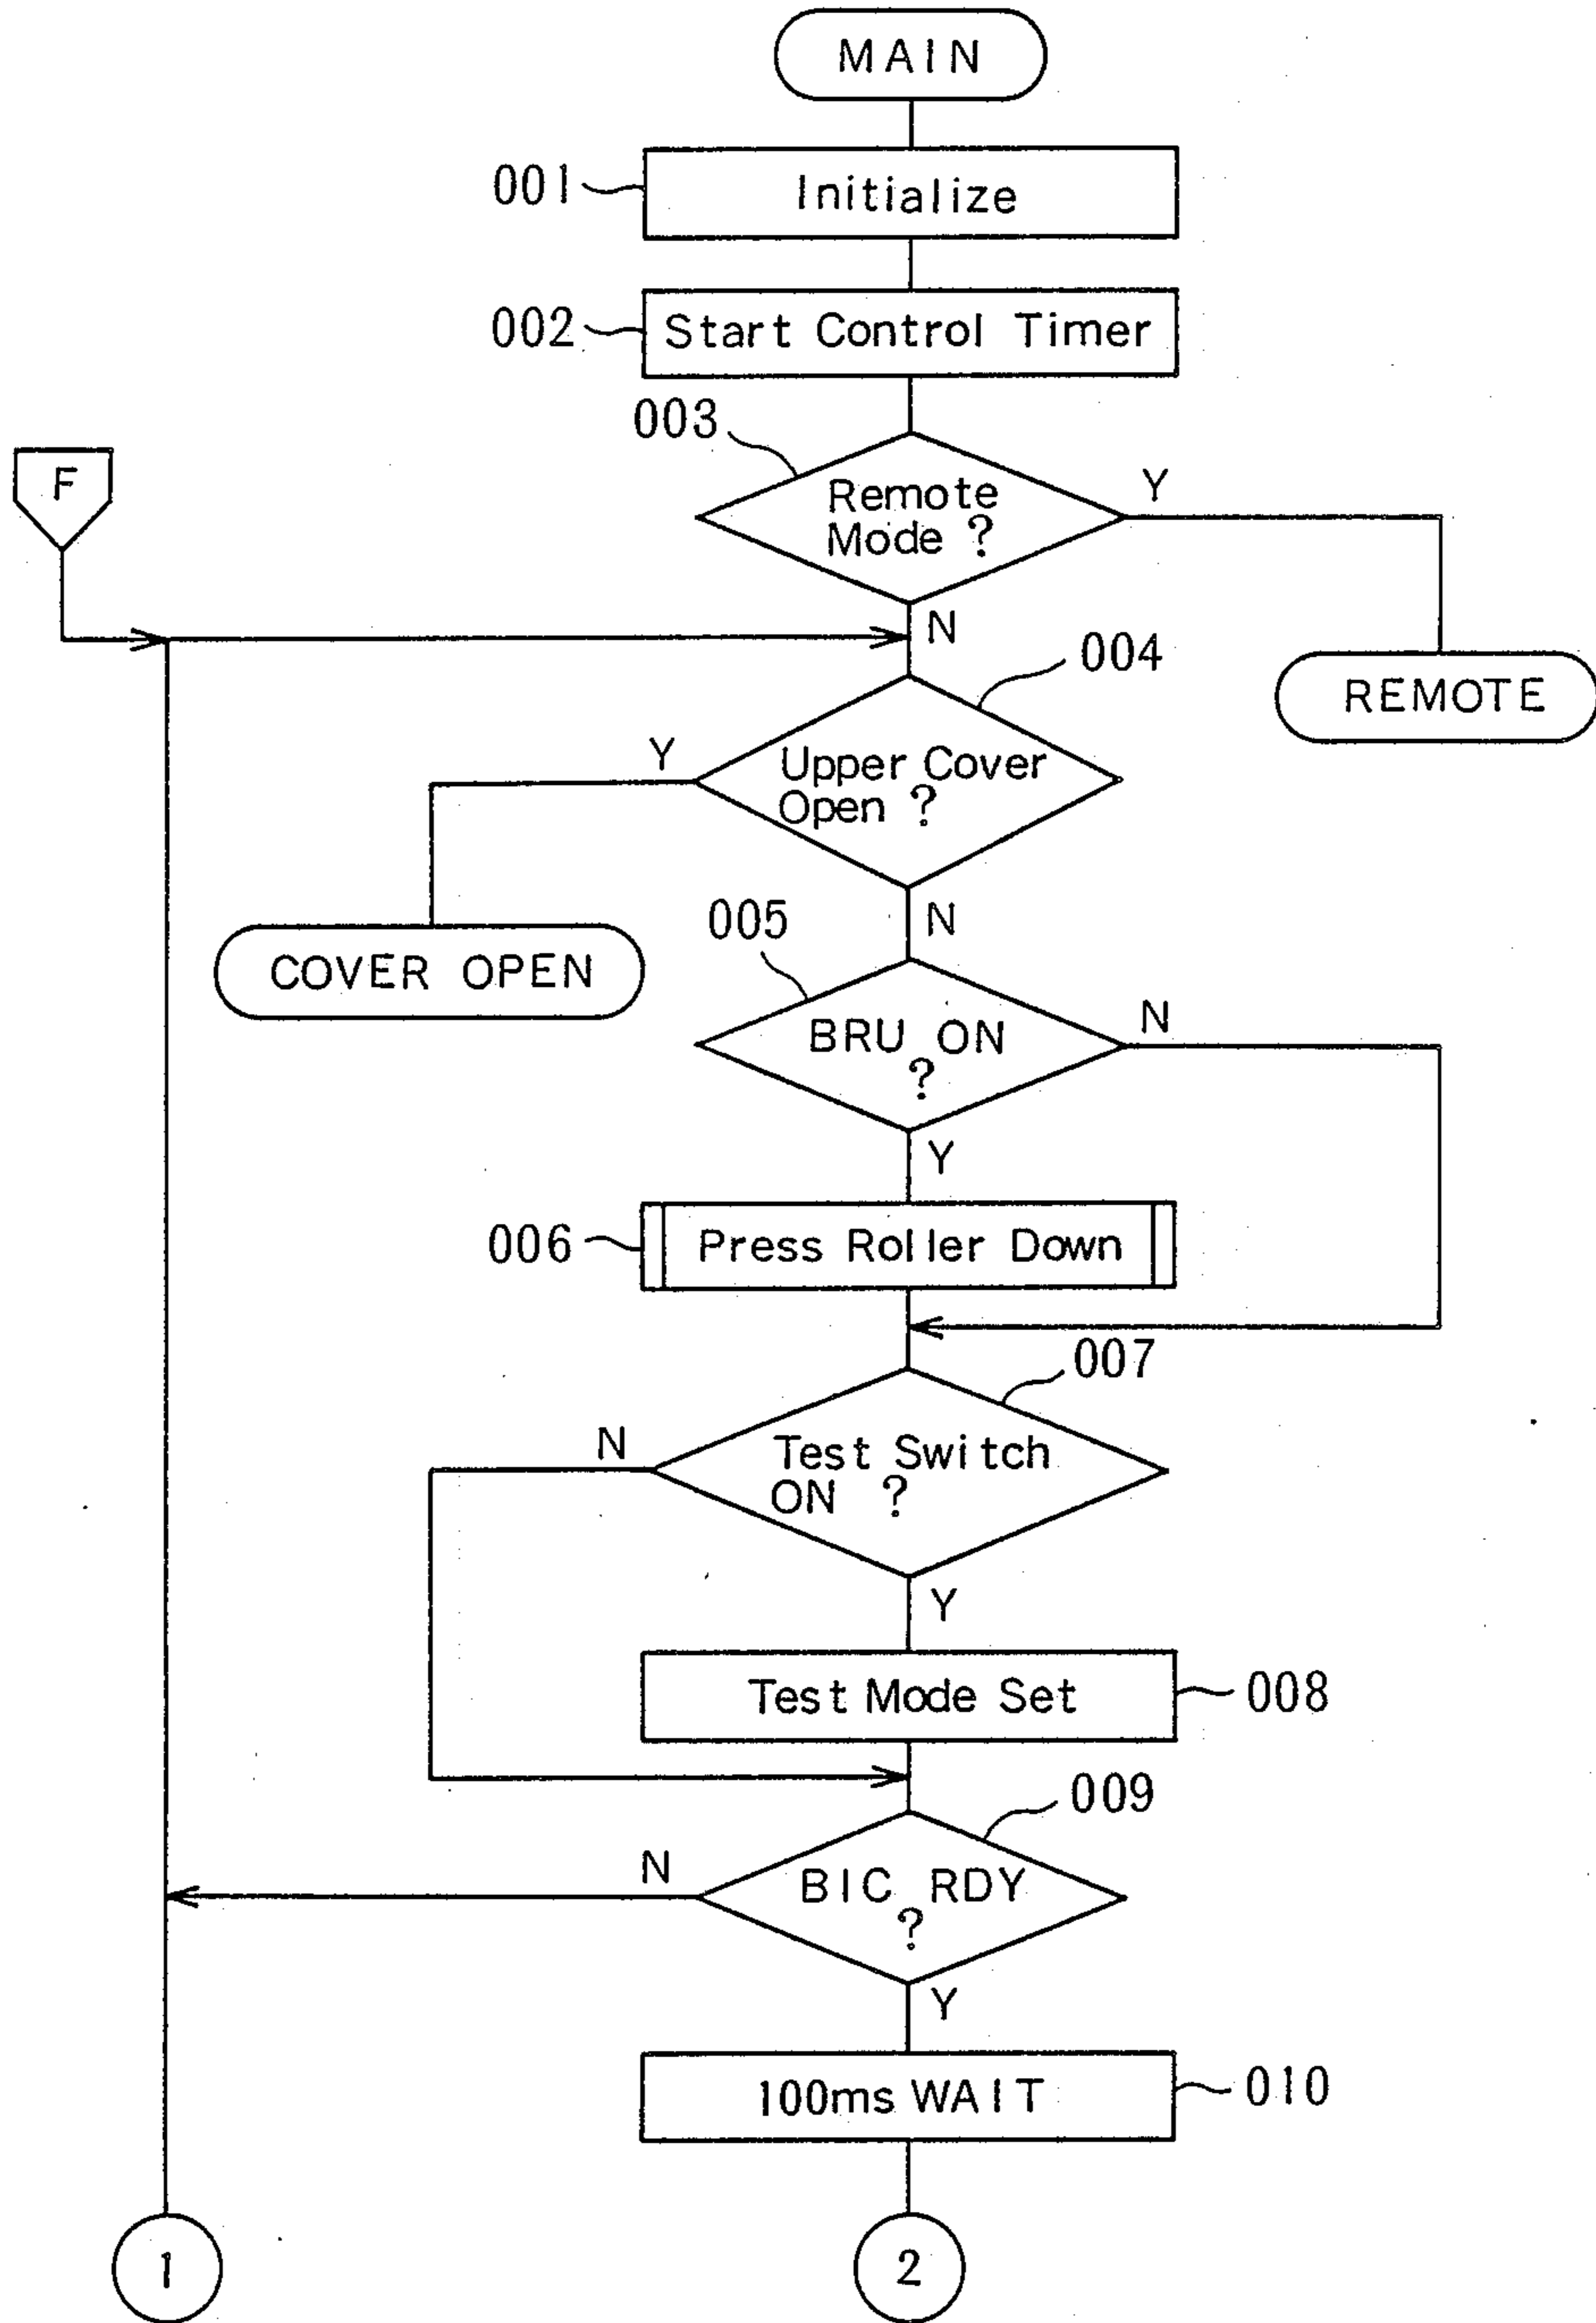 MAIN
001
Initialize
002
Start Control Timer
003
F
Remote
Mode ?
Y
N
004
REMOTE
Y
Upper Cover
Open ?
N
005
COVER OPEN
BRU ON
?
N
Y
006
Press Roller Down
007
N
Test Switch
ON ?
Y
Test Mode Set
008
009
N
BIC RDY
?
Y
100ms WAIT
010
1
2